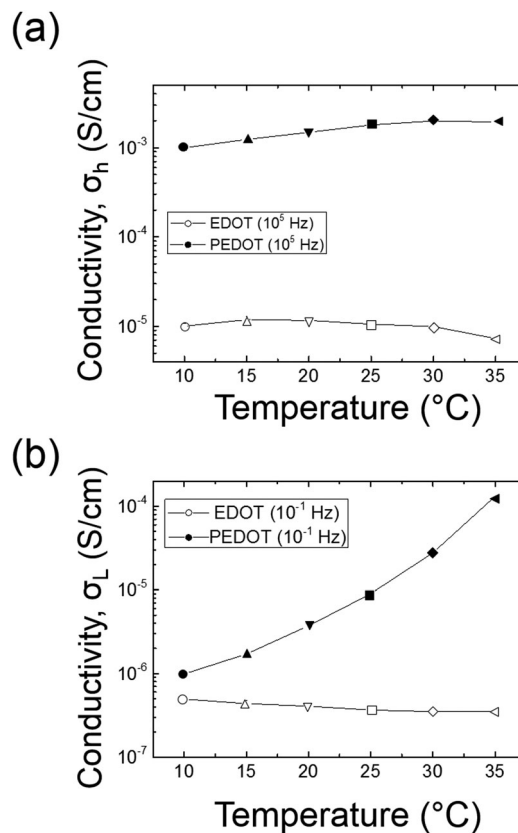 (a)
Conductivity, σ_h (S/cm)
10⁻³
10⁻⁴
10⁻⁵
EDOT (10⁵ Hz)
PEDOT (10⁵ Hz)
10 15 20 25 30 35
Temperature (°C)
(b)
Conductivity, σ_L (S/cm)
10⁻⁴
10⁻⁵
10⁻⁶
10⁻⁷
EDOT (10⁻¹ Hz)
PEDOT (10⁻¹ Hz)
10 15 20 25 30 35
Temperature (°C)